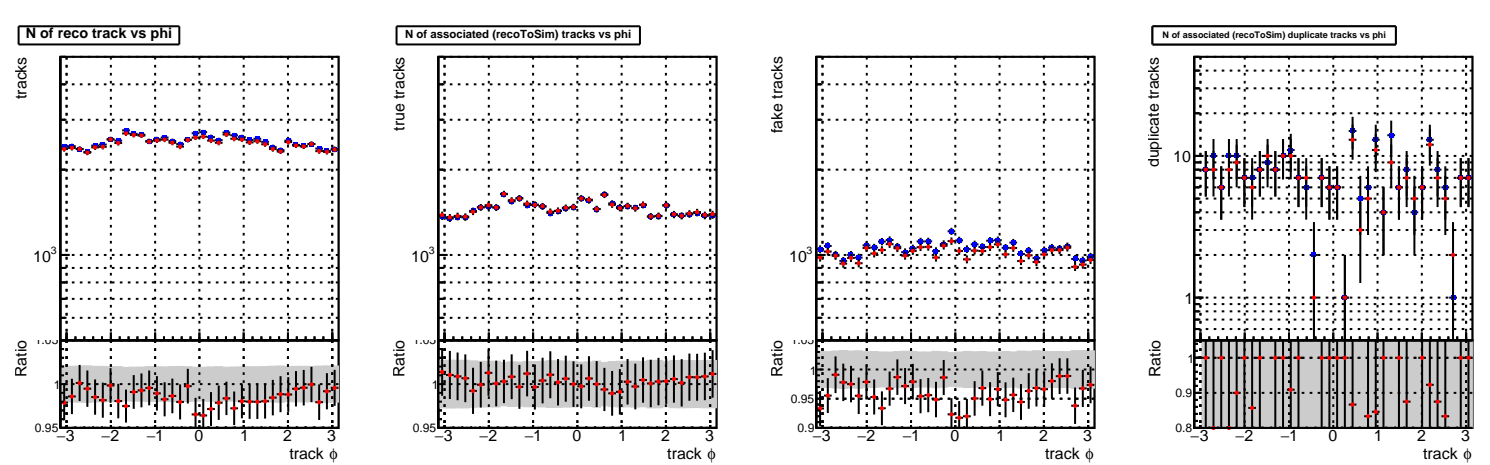 N of reco track vs phi
tracks
10³
Ratio
1.05
1
0.95
−3 −2 −1 0 1 2 3
track ϕ
N of associated (recoToSim) tracks vs phi
true tracks
10³
Ratio
1.05
1
0.95
−3 −2 −1 0 1 2 3
track ϕ
fake tracks
10³
Ratio
1
0.95
0.9
−3 −2 −1 0 1 2 3
track ϕ
N of associated (recoToSim) duplicate tracks vs phi
duplicate tracks
10
1
Ratio
1
0.9
0.8
−3 −2 −1 0 1 2 3
track ϕ